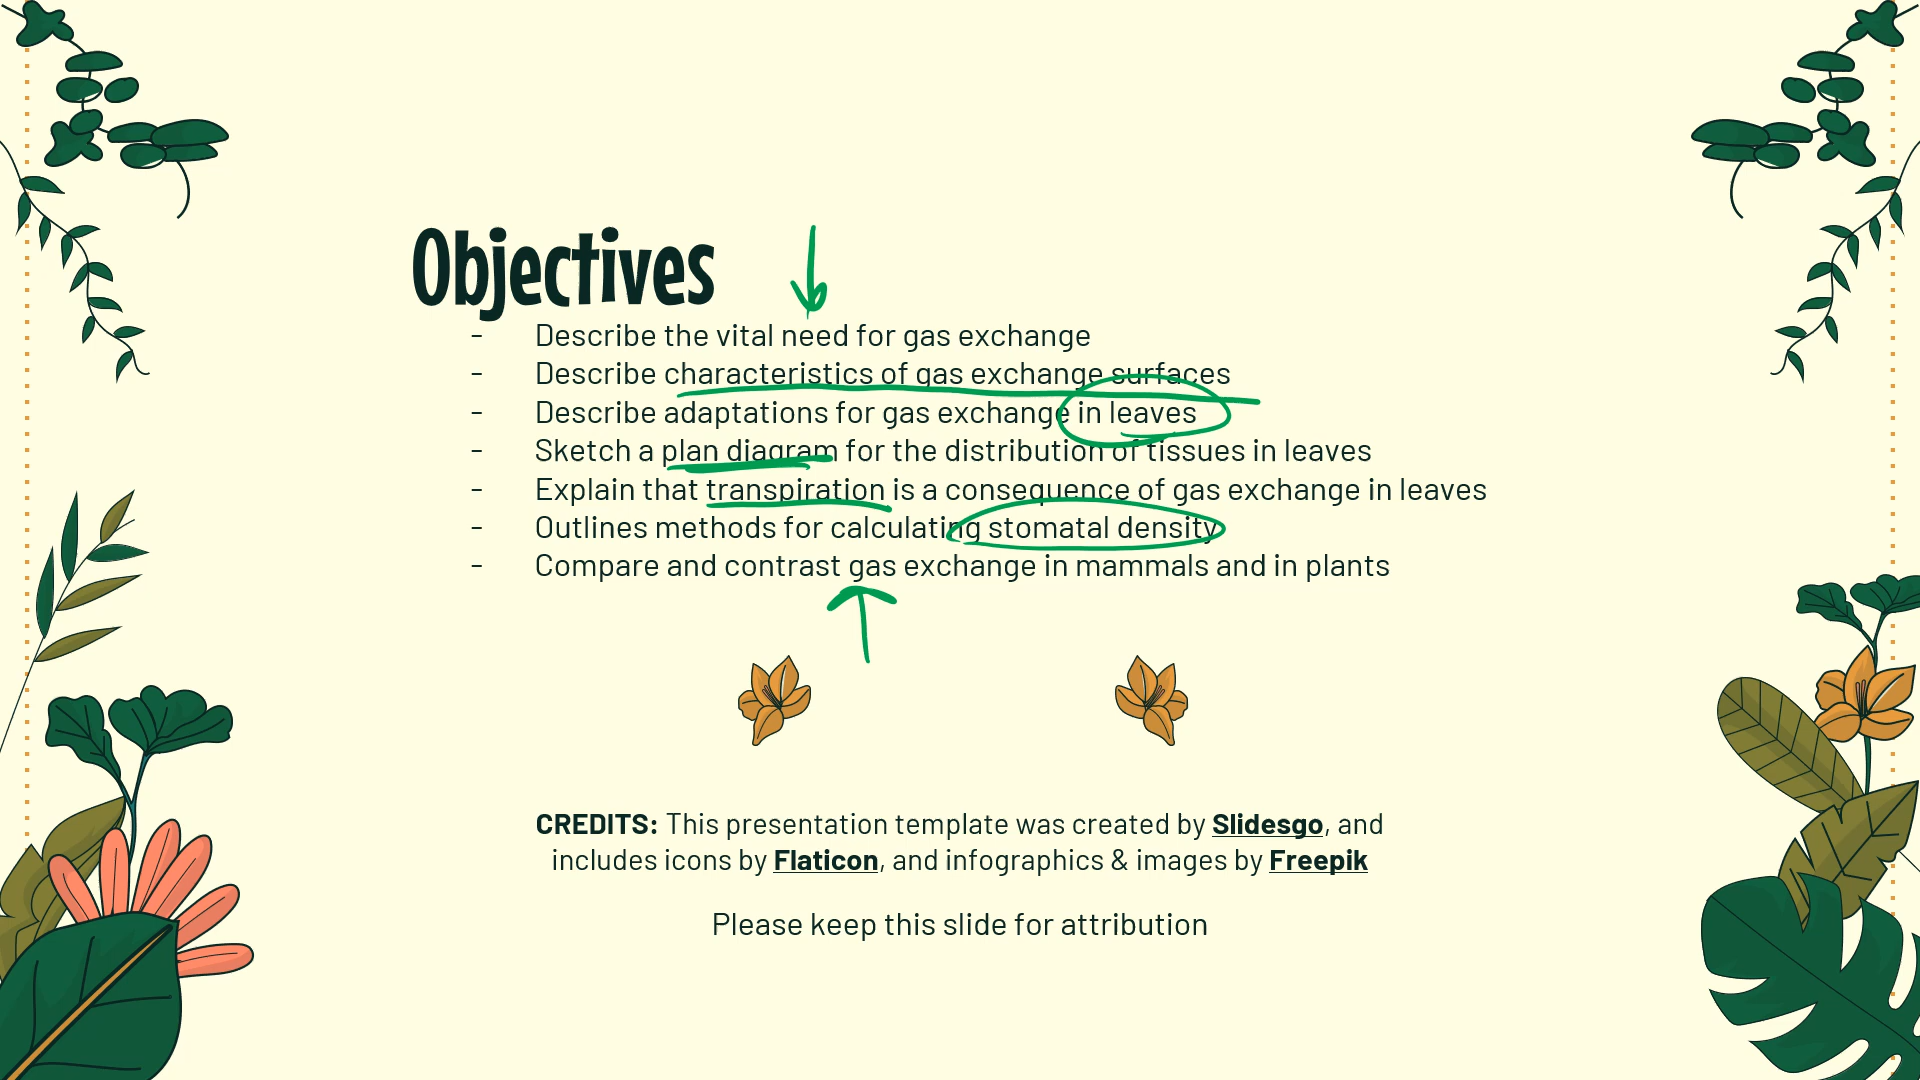 Objectives
- Describe the vital need for gas exchange
- Describe characteristics of gas exchange surfaces
- Describe adaptations for gas exchange in leaves
- Sketch a plan diagram for the distribution of tissues in leaves
- Explain that transpiration is a consequence of gas exchange in leaves
- Outlines methods for calculating stomatal density
- Compare and contrast gas exchange in mammals and in plants
CREDITS: This presentation template was created by Slidesgo, and
includes icons by Flaticon, and infographics & images by Freepik
Please keep this slide for attribution